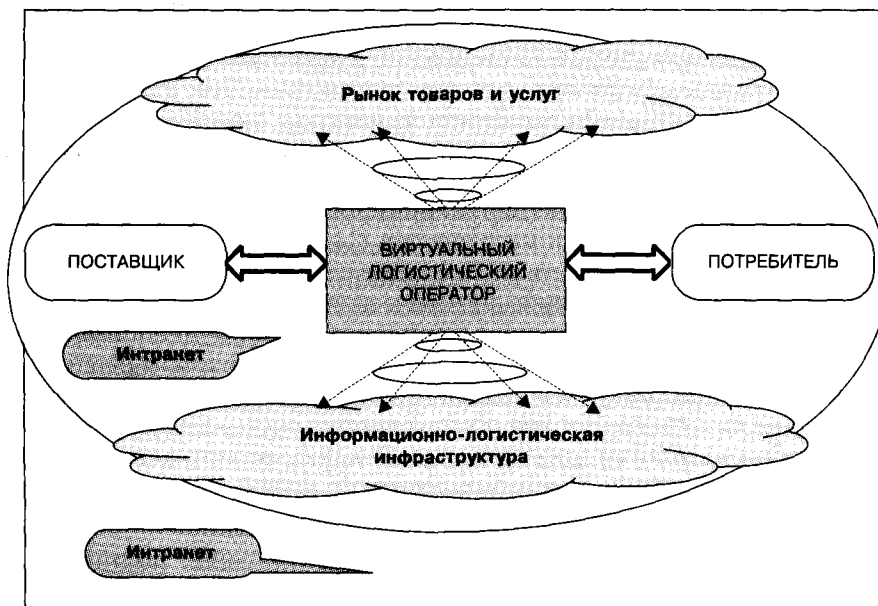 Рынок товаров и услуг
ПОСТАВЩИК
ВИРТУАЛЬНЫЙ
ЛОГИСТИЧЕСКИЙ
ОПЕРАТОР
ПОТРЕБИТЕЛЬ
Интранет
Информационно-логистическая
инфраструктура
Интранет